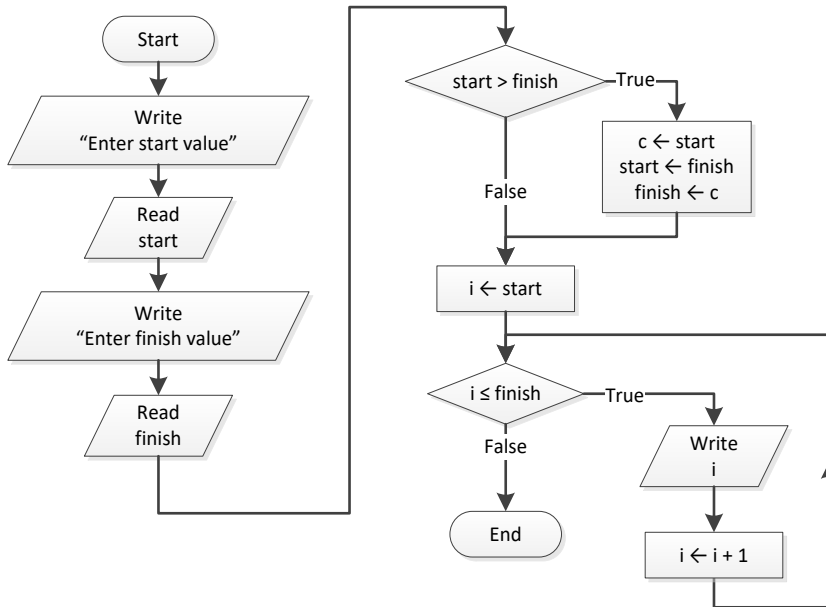 Start
Write
“Enter start value”
Read
start
Write
“Enter finish value”
Read
finish
start > finish
True
c ← start
start ← finish
finish ← c
False
i ← start
i ≤ finish
True
Write
i
i ← i + 1
False
End